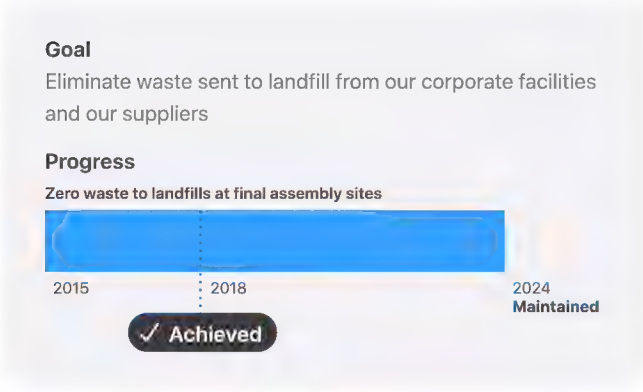 Goal
Eliminate waste sent to landfill from our corporate facilities
and our suppliers
Progress
Zero waste to landfills at final assembly sites
2015
2018
2024
Maintained
✓ Achieved